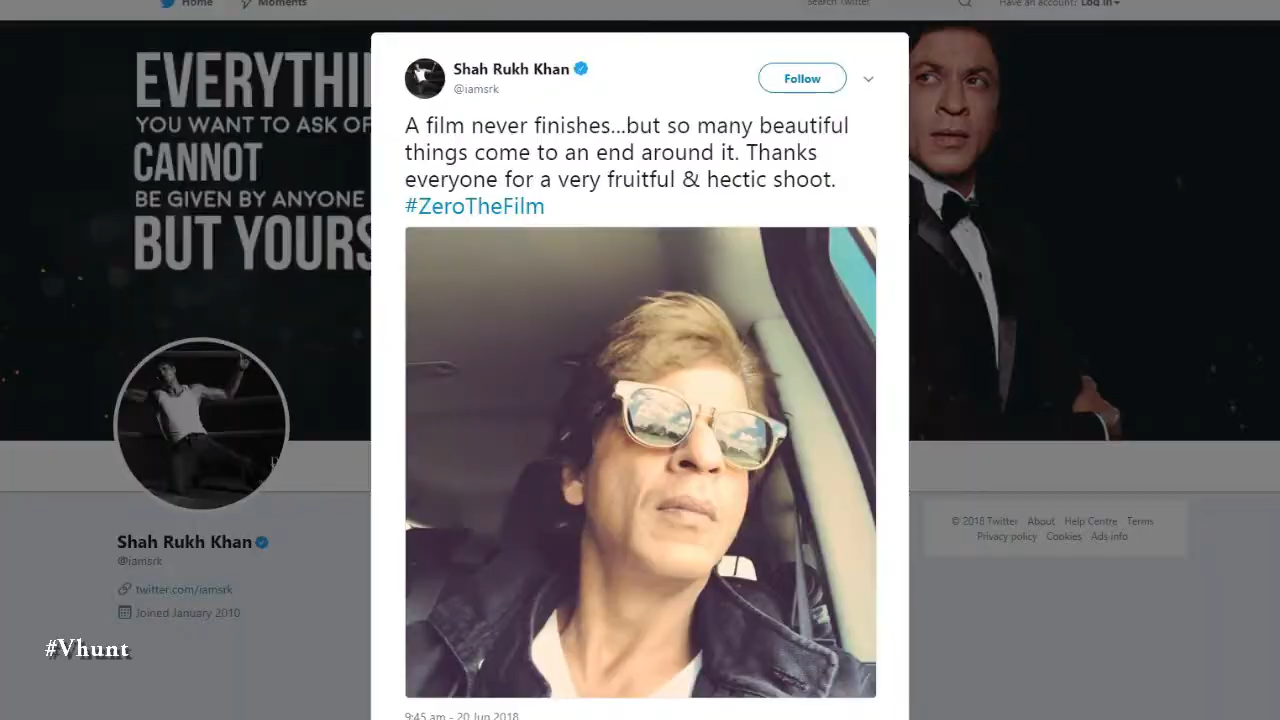 Home
Moments
Search Twitter
Have an account? Log in
EVERYTHI
YOU WANT TO ASK OF
CANNOT
BE GIVEN BY ANYONE
BUT YOURS
Shah Rukh Khan
@iamsrk
Follow
A film never finishes...but so many beautiful
things come to an end around it. Thanks
everyone for a very fruitful & hectic shoot.
#ZeroTheFilm
9:45 am - 20 Jun 2018
Shah Rukh Khan
@iamsrk
twitter.com/iamsrk
Joined January 2010
© 2018 Twitter About Help Centre Terms
Privacy policy Cookies Ads info
#Vhunt